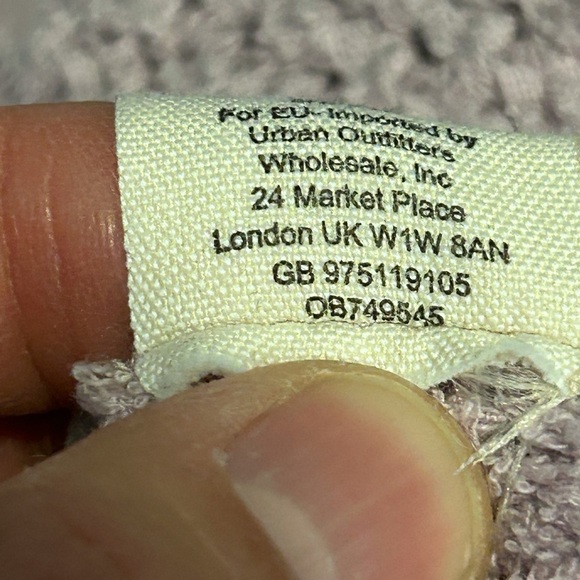 For EU- Imported by
Urban Outfitters
Wholesale, Inc
24 Market Place
London UK W1W 8AN
GB 975119105
OB749545